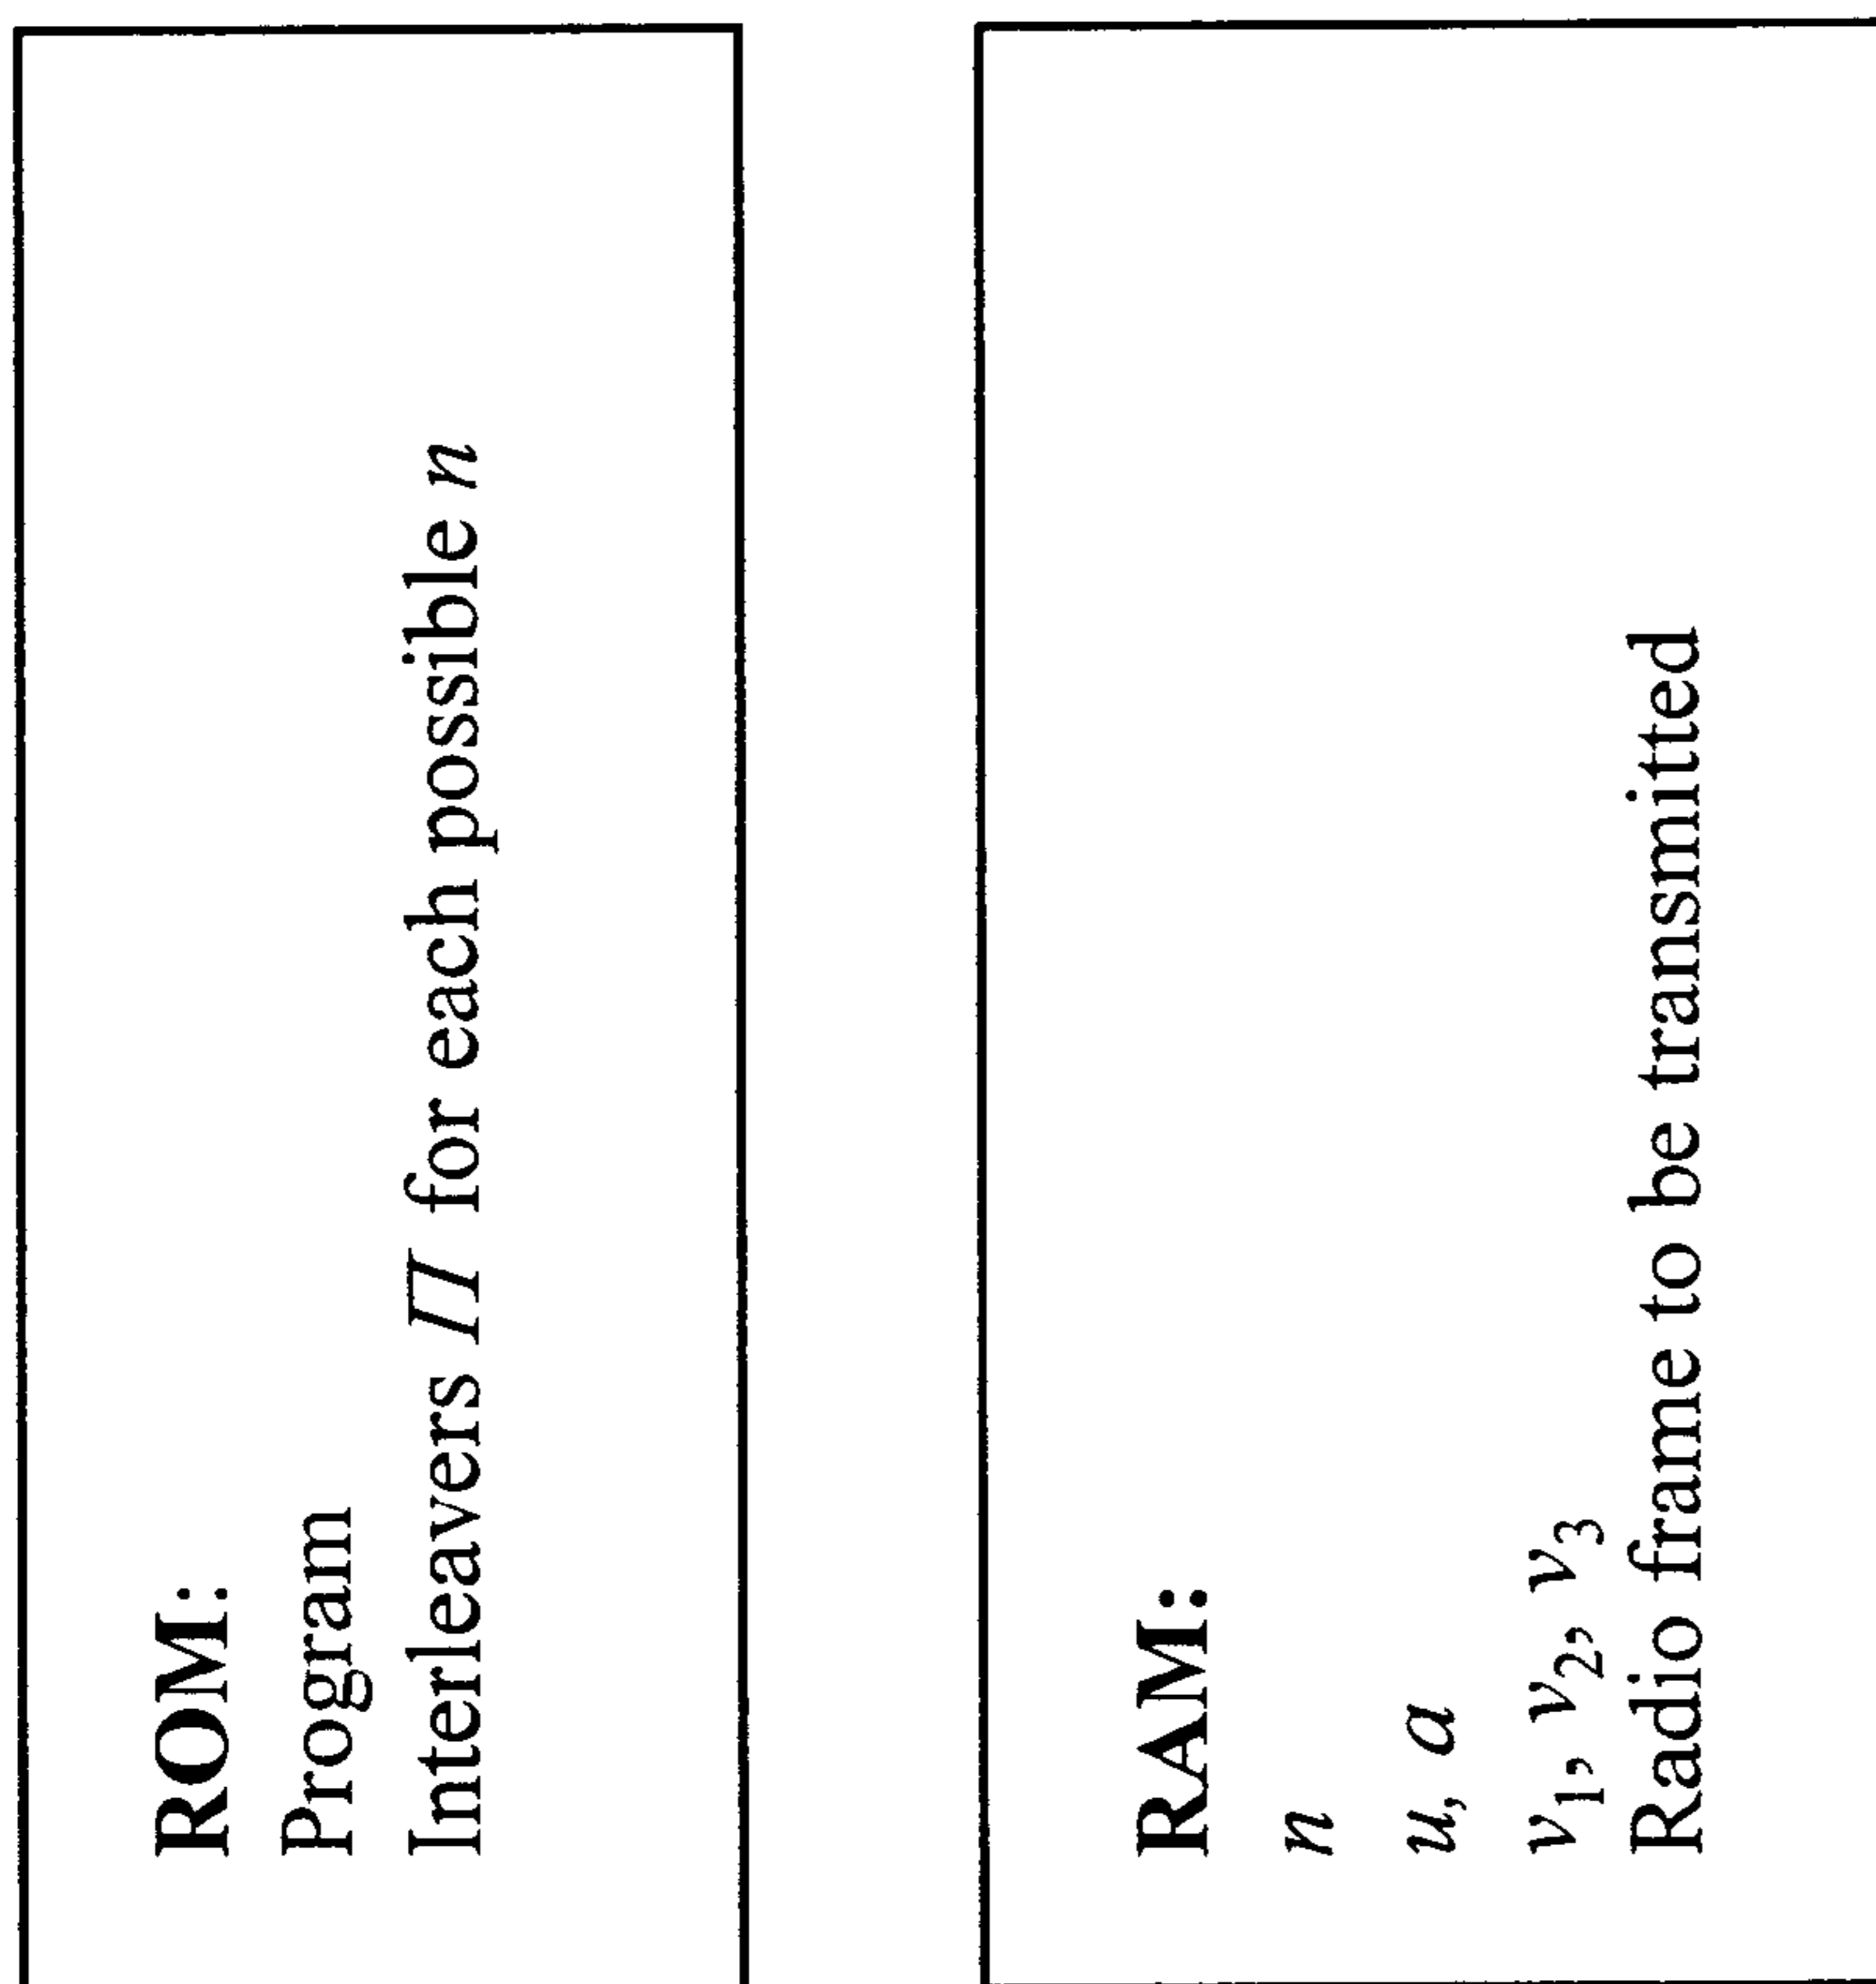 ROM:
Program
Interleavers Π for each possible n
RAM:
n
u, a
v₁, v₂, v₃
Radio frame to be transmitted